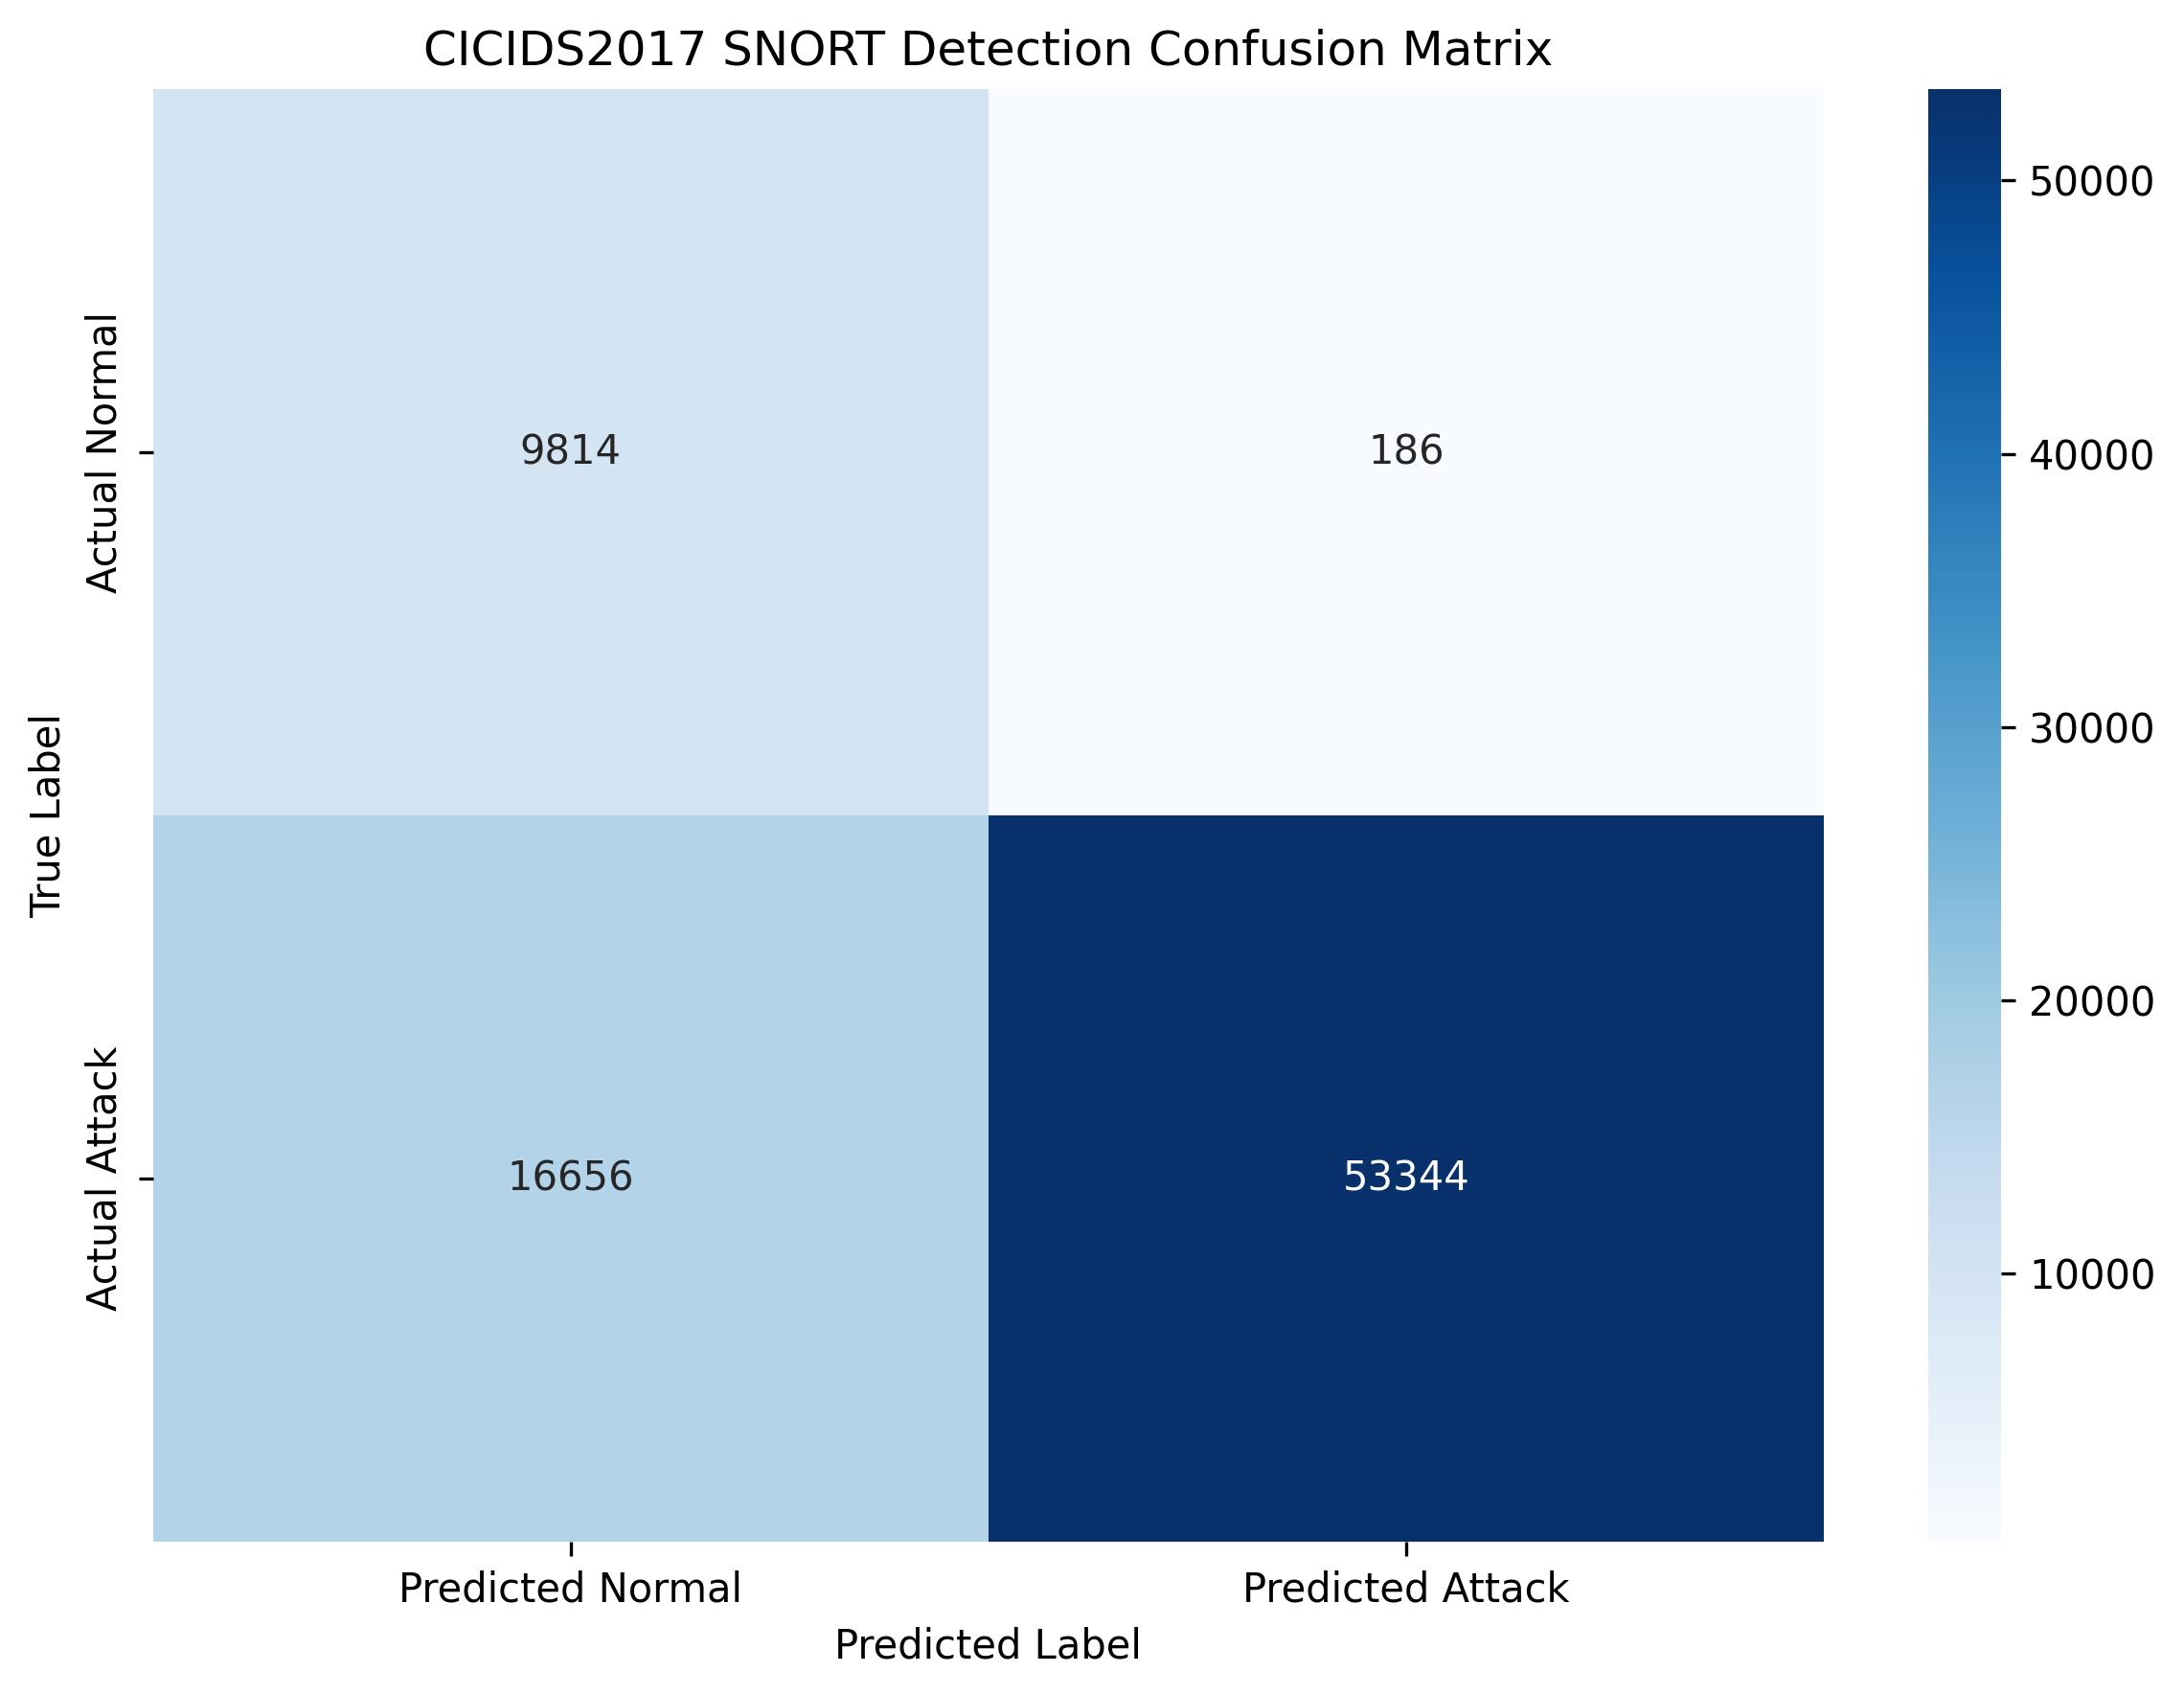 CICIDS2017 SNORT Detection Confusion Matrix
True Label
Actual Normal
9814
186
Actual Attack
16656
53344
Predicted Normal
Predicted Attack
Predicted Label
50000
40000
30000
20000
10000